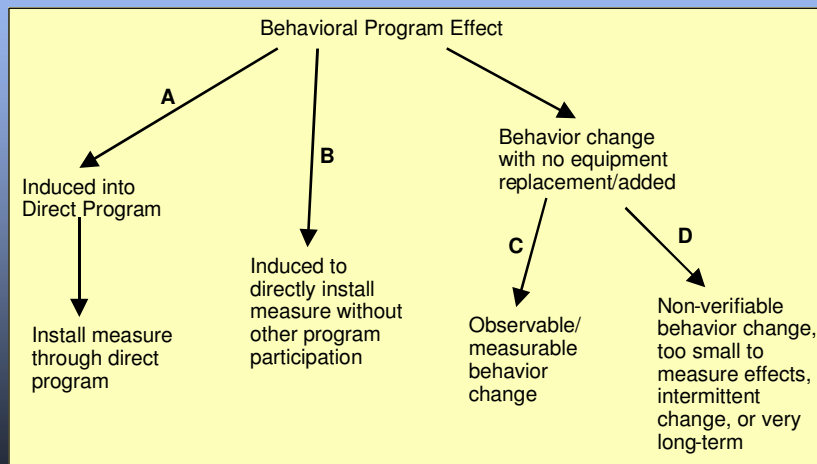 Behavioral Program Effect
A
B
Behavior change
with no equipment
replacement/added
Induced into
Direct Program
C
D
Induced to
directly install
measure without
other program
participation
Install measure
through direct
program
Observable/
measurable
behavior
change
Non-verifiable
behavior change,
too small to
measure effects,
intermittent
change, or very
long-term